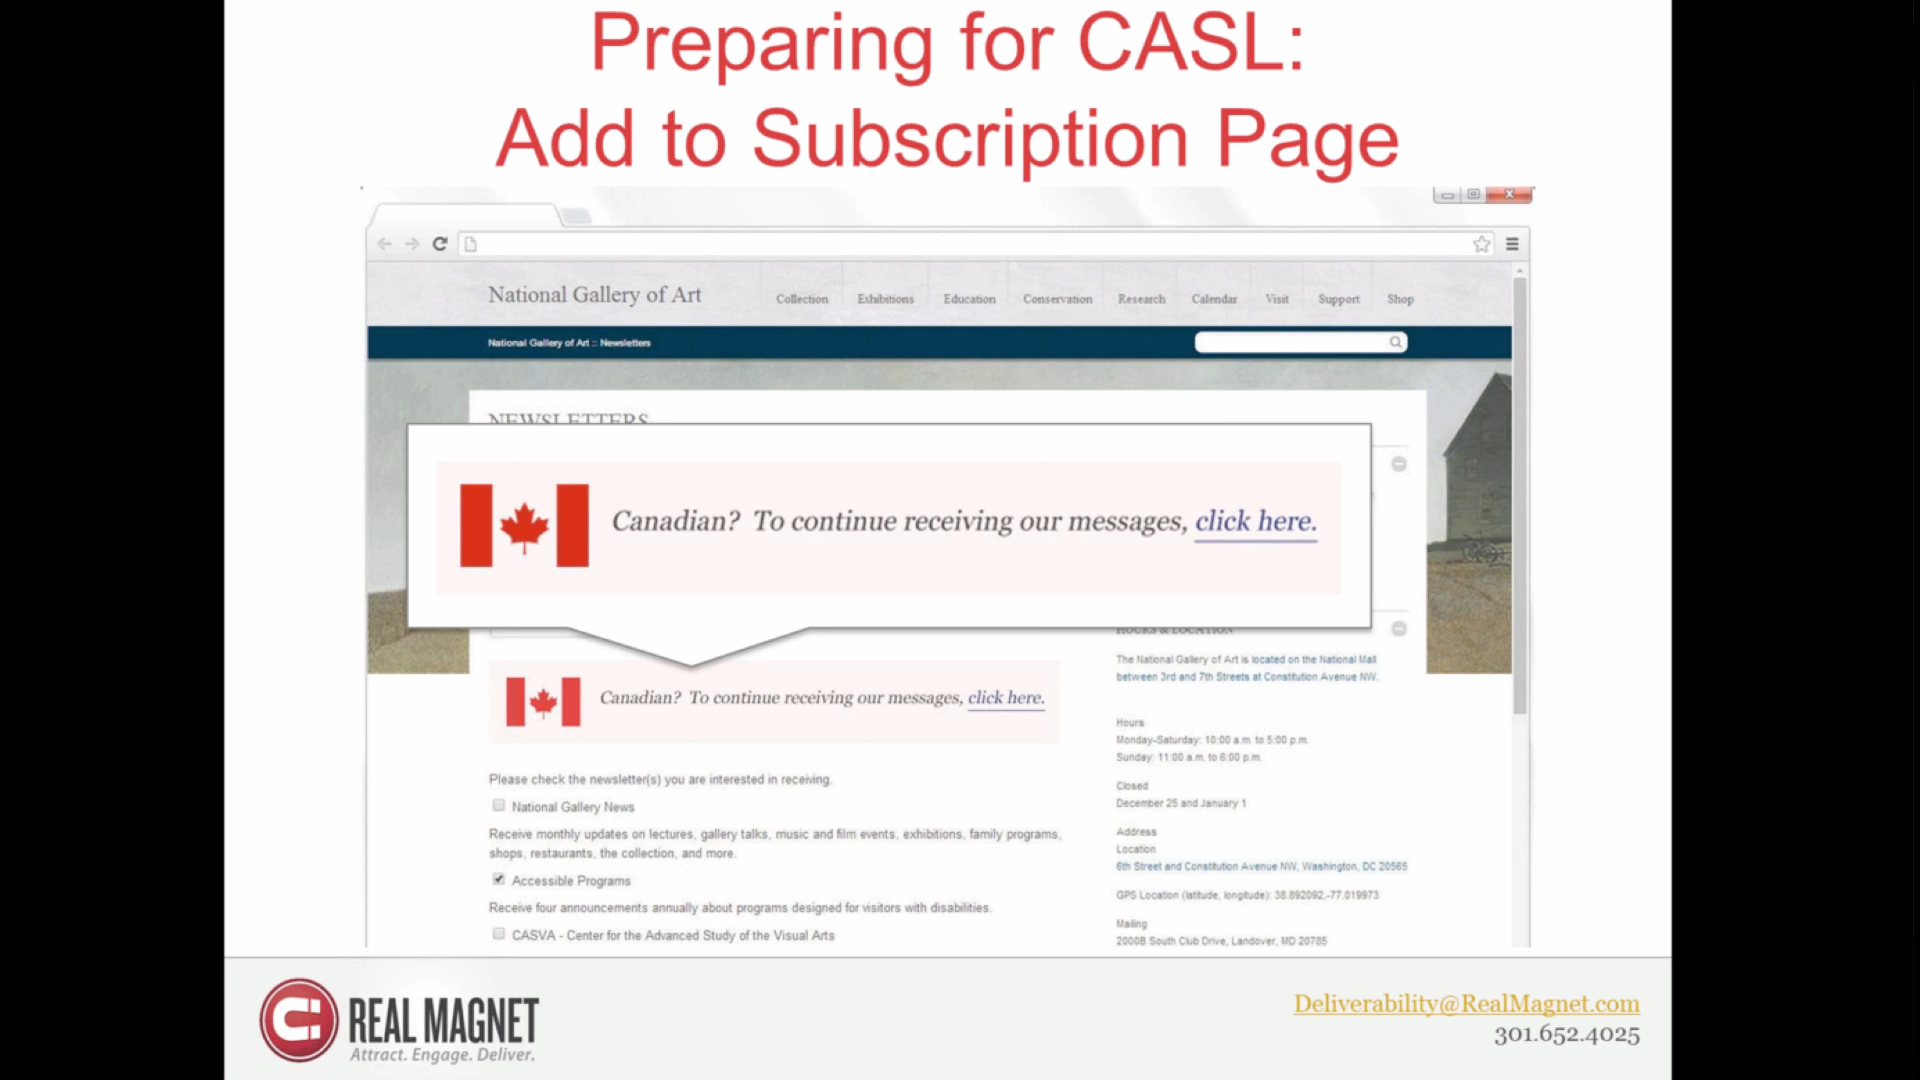 Preparing for CASL:
Add to Subscription Page
National Gallery of Art
Collection
Exhibitions
Education
Conservation
Research
Calendar
Visit
Support
Shop
National Gallery of Art :: Newsletters
NEWSLETTERS
Canadian? To continue receiving our messages, click here.
Canadian? To continue receiving our messages, click here.
Please check the newsletter(s) you are interested in receiving.
National Gallery News
Receive monthly updates on lectures, gallery talks, music and film events, exhibitions, family programs,
shops, restaurants, the collection, and more.
Accessible Programs
Receive four announcements annually about programs designed for visitors with disabilities.
CASVA - Center for the Advanced Study of the Visual Arts
HOURS & LOCATION
The National Gallery of Art is located on the National Mall
between 3rd and 7th Streets at Constitution Avenue NW.
Hours
Monday-Saturday: 10:00 a.m. to 5:00 p.m.
Sunday: 11:00 a.m. to 6:00 p.m.
Closed
December 25 and January 1
Address
Location
6th Street and Constitution Avenue NW, Washington, DC 20565
GPS Location (latitude, longitude): 38.892092,-77.019973
Mailing
2000B South Club Drive, Landover, MD 20785
REAL MAGNET
Attract. Engage. Deliver.
Deliverability@RealMagnet.com
301.652.4025